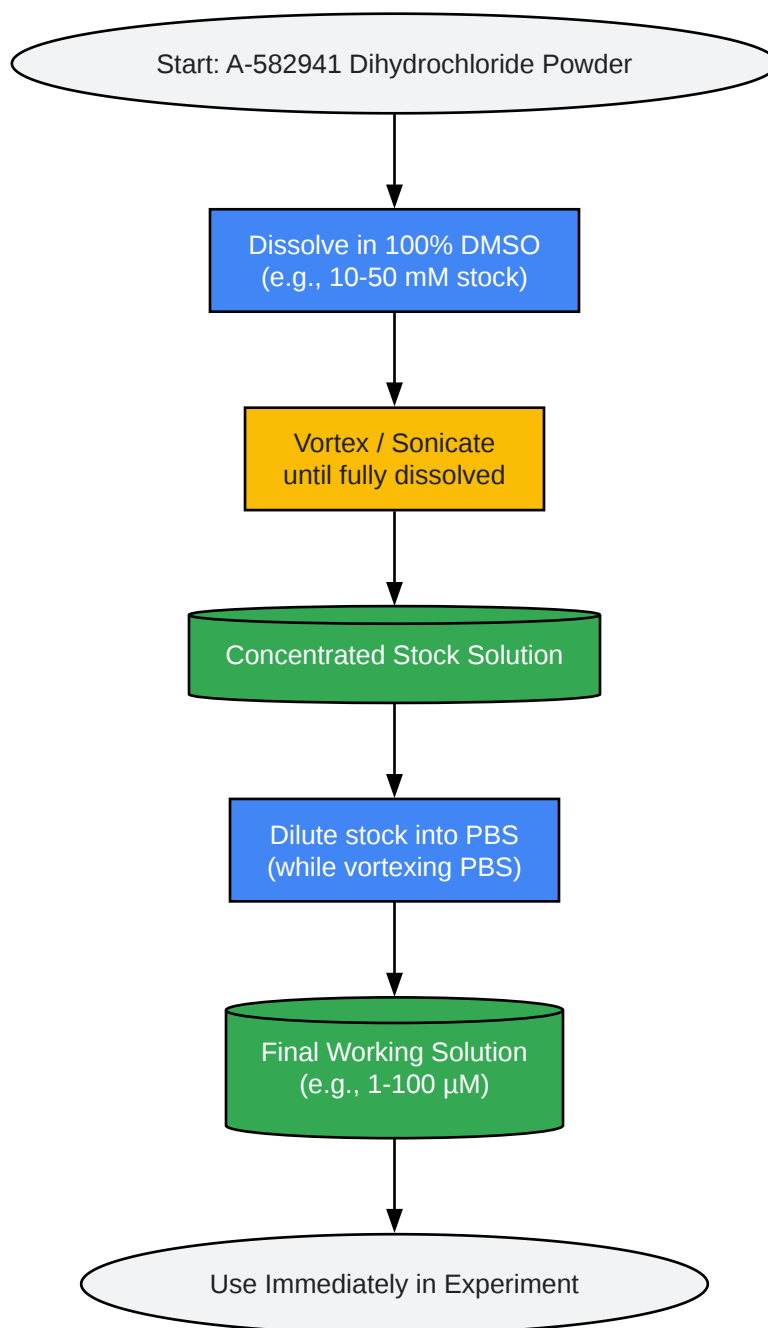 Start: A-582941 Dihydrochloride Powder
Dissolve in 100% DMSO
(e.g., 10-50 mM stock)
Vortex / Sonicate
until fully dissolved
Concentrated Stock Solution
Dilute stock into PBS
(while vortexing PBS)
Final Working Solution
(e.g., 1-100 µM)
Use Immediately in Experiment